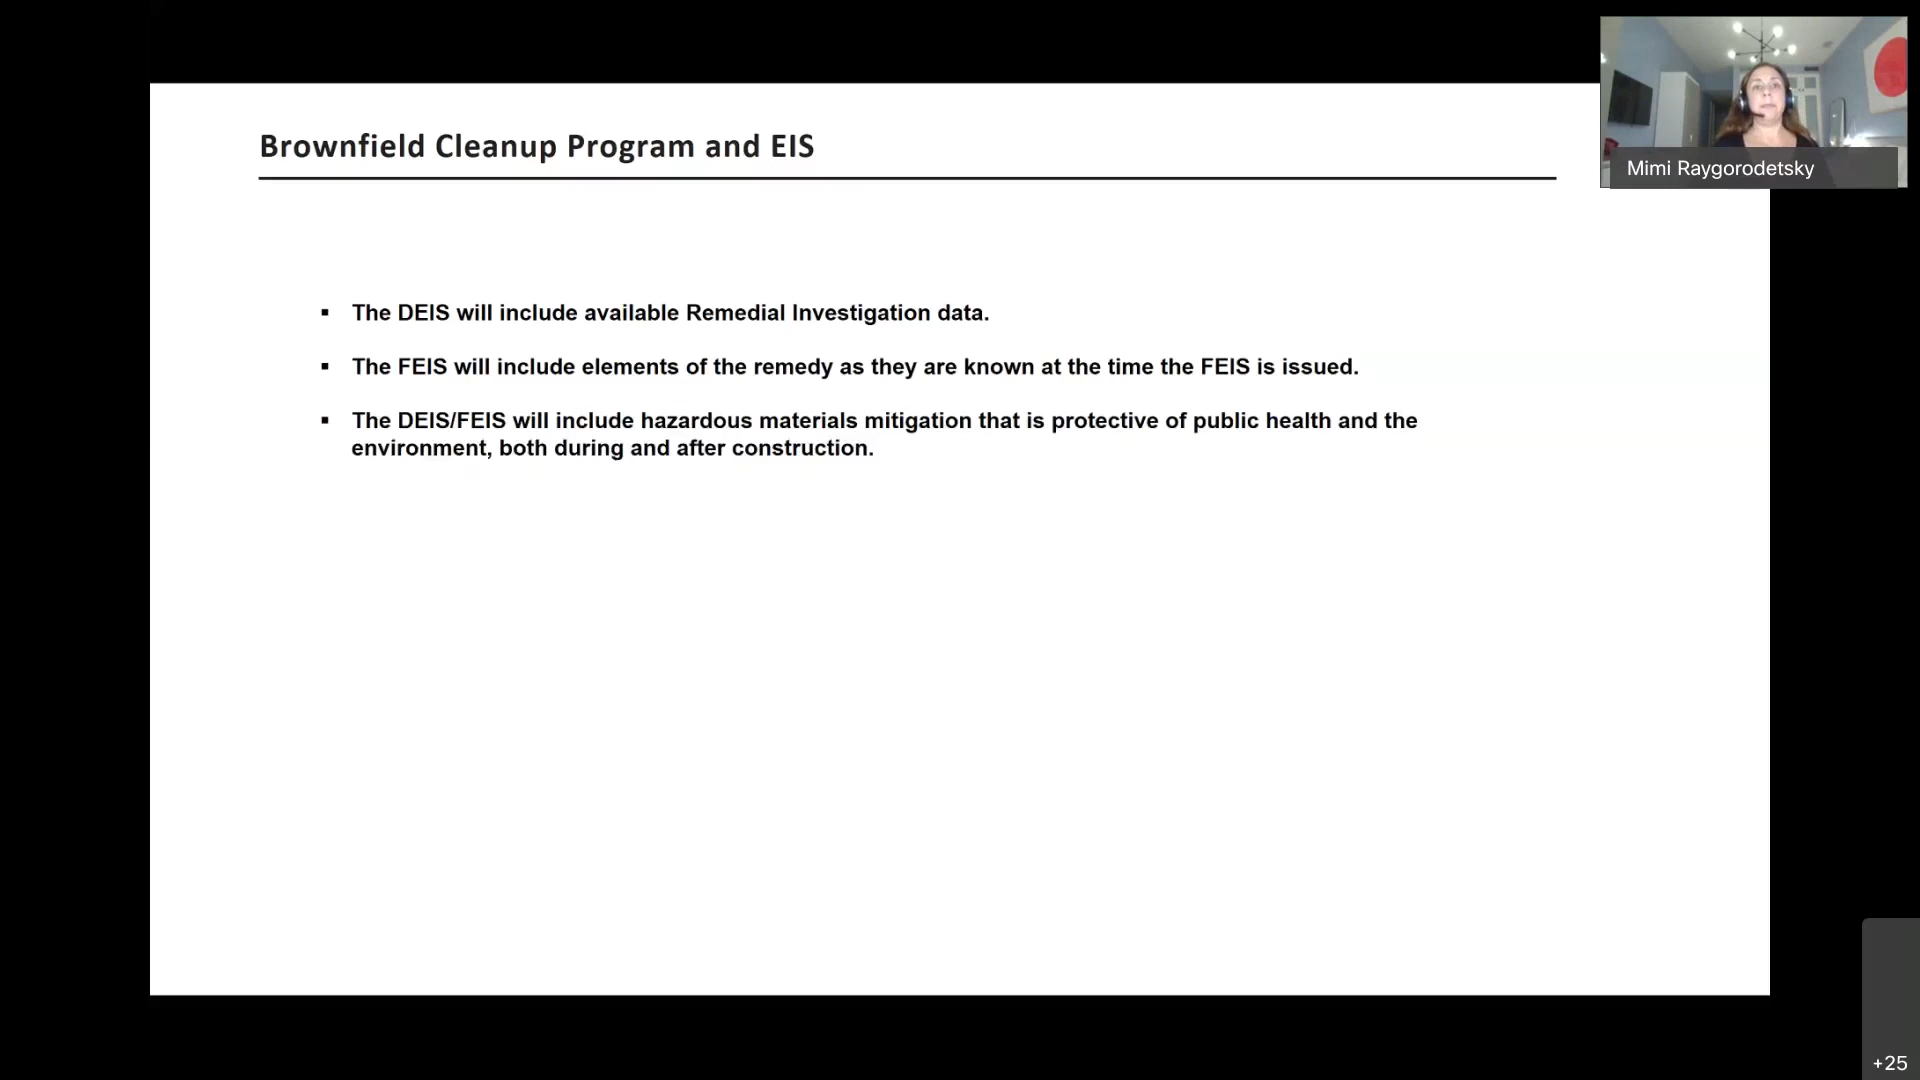 Brownfield Cleanup Program and EIS
Mimi Raygorodetsky
▪ The DEIS will include available Remedial Investigation data.
▪ The FEIS will include elements of the remedy as they are known at the time the FEIS is issued.
▪ The DEIS/FEIS will include hazardous materials mitigation that is protective of public health and the
environment, both during and after construction.
+25